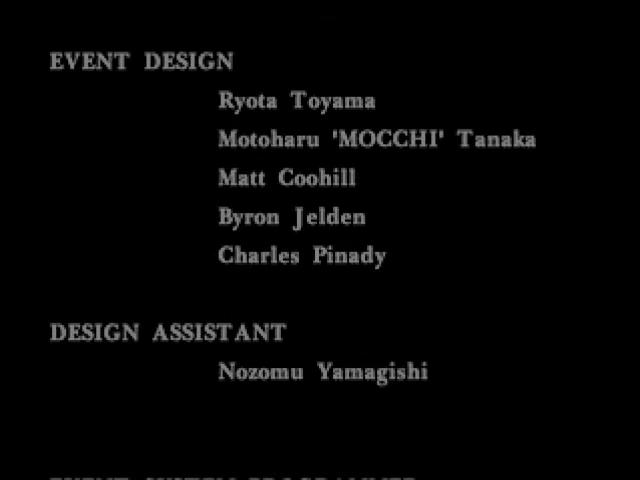 EVENT DESIGN
Ryota Toyama
Motoharu 'MOCCHI' Tanaka
Matt Coohill
Byron Jelden
Charles Pinady
DESIGN ASSISTANT
Nozomu Yamagishi